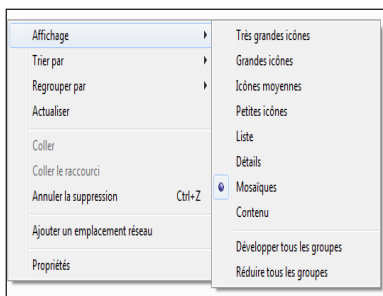 Affichage
Trier par
Regrouper par
Actualiser
Coller
Coller le raccourci
Annuler la suppression Ctrl+Z
Ajouter un emplacement réseau
Propriétés
Très grandes icônes
Grandes icônes
Icônes moyennes
Petites icônes
Liste
Détails
Mosaïques
Contenu
Développer tous les groupes
Réduire tous les groupes